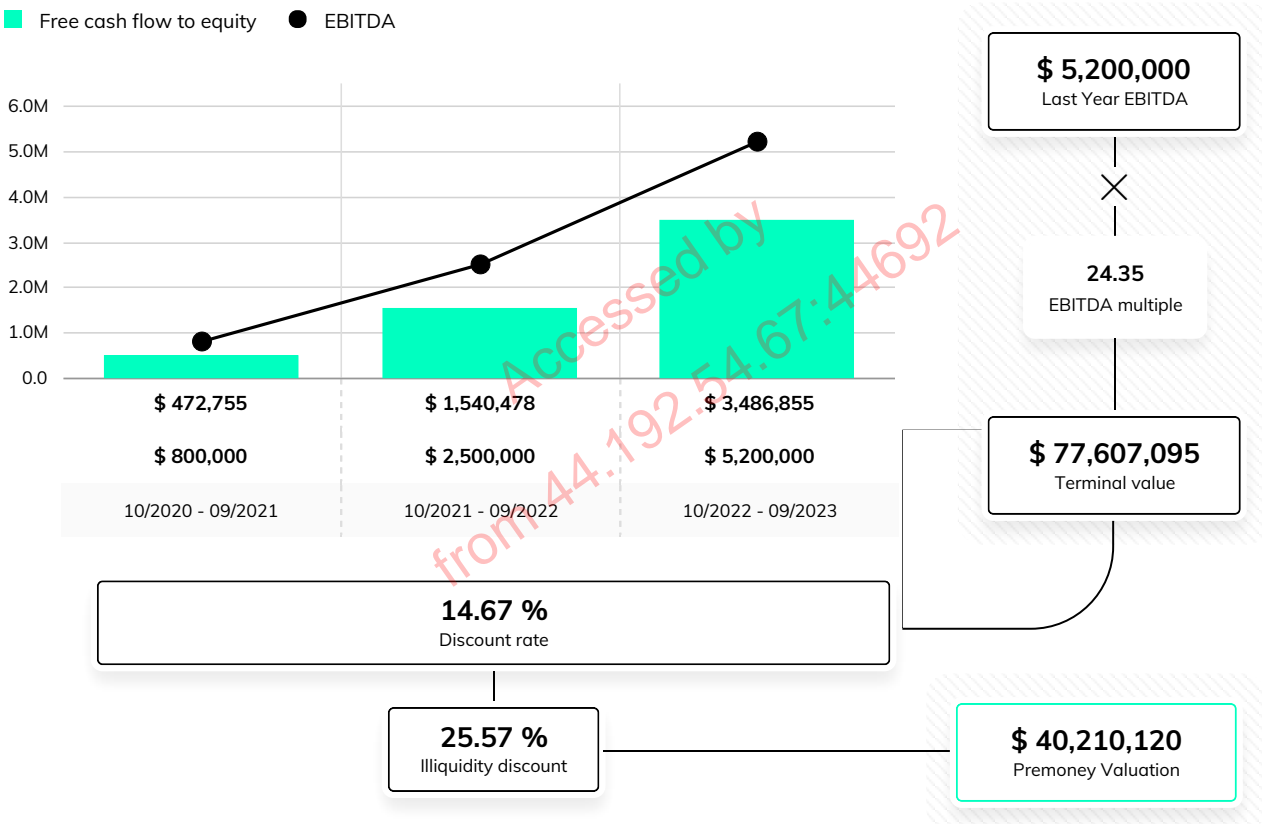 Free cash flow to equity
EBITDA
6.0M
5.0M
4.0M
3.0M
2.0M
1.0M
0.0
$ 472,755
$ 1,540,478
$ 3,486,855
$ 800,000
$ 2,500,000
$ 5,200,000
10/2020 - 09/2021
10/2021 - 09/2022
10/2022 - 09/2023
$ 5,200,000
Last Year EBITDA
24.35
EBITDA multiple
$ 77,607,095
Terminal value
14.67 %
Discount rate
25.57 %
Illiquidity discount
$ 40,210,120
Premoney Valuation
Accessed by
from 44.192.54.67:44692